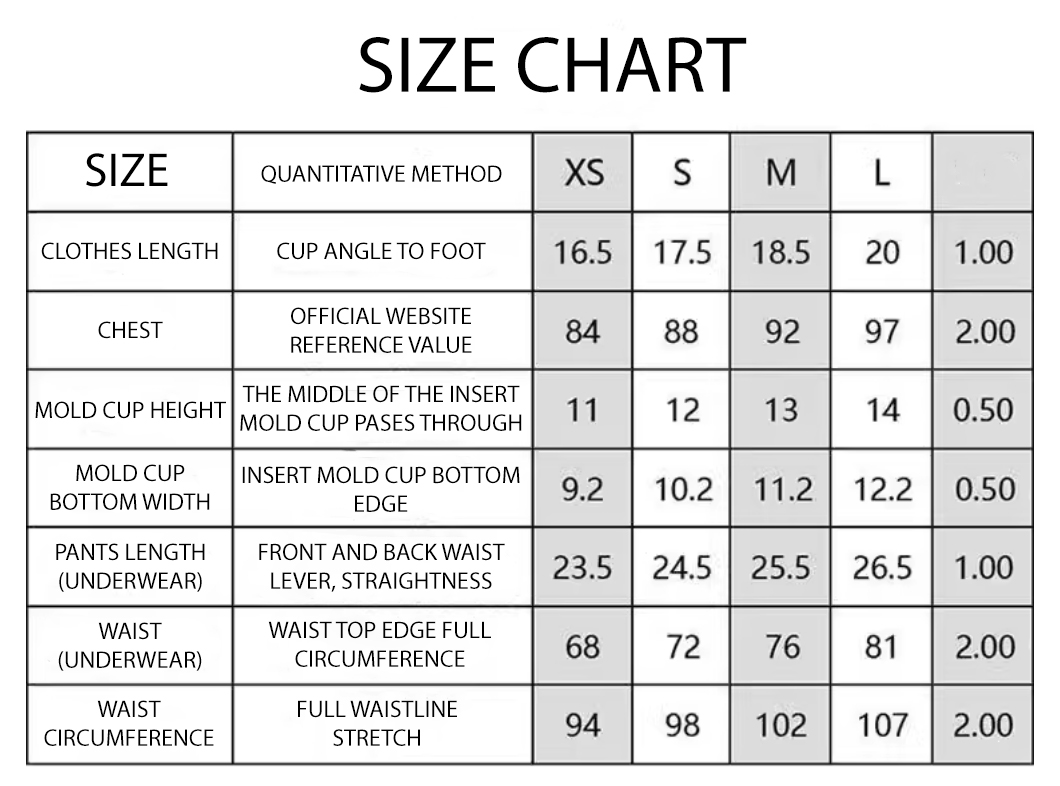 SIZE CHART
SIZE QUANTITATIVE METHOD XS S M L
CLOTHES LENGTH CUP ANGLE TO FOOT 16.5 17.5 18.5 20 1.00
CHEST OFFICIAL WEBSITE
REFERENCE VALUE 84 88 92 97 2.00
MOLD CUP HEIGHT THE MIDDLE OF THE INSERT
MOLD CUP PASES THROUGH 11 12 13 14 0.50
MOLD CUP
BOTTOM WIDTH INSERT MOLD CUP BOTTOM
EDGE 9.2 10.2 11.2 12.2 0.50
PANTS LENGTH
(UNDERWEAR) FRONT AND BACK WAIST
LEVER, STRAIGHTNESS 23.5 24.5 25.5 26.5 1.00
WAIST
(UNDERWEAR) WAIST TOP EDGE FULL
CIRCUMFERENCE 68 72 76 81 2.00
WAIST
CIRCUMFERENCE FULL WAISTLINE
STRETCH 94 98 102 107 2.00